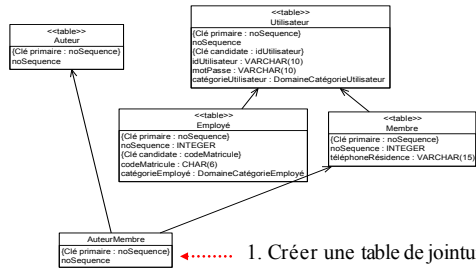 <<table>>
Auteur
{Clé primaire : noSequence}
noSequence
<<table>>
Utilisateur
{Clé primaire : noSequence}
noSequence
{Clé candidate : idUtilisateur}
idUtilisateur : VARCHAR(10)
motPasse : VARCHAR(10)
catégorieUtilisateur : DomaineCatégorieUtilisateur
<<table>>
Employé
{Clé primaire : noSequence}
noSequence : INTEGER
{Clé candidate : codeMatricule}
codeMatricule : CHAR(6)
catégorieEmployé : DomaineCatégorieEmployé
<<table>>
Membre
{Clé primaire : noSequence}
noSequence : INTEGER
téléphoneRésidence : VARCHAR(15)
AuteurMembre
{Clé primaire : noSequence}
noSequence
1. Créer une table de jointu